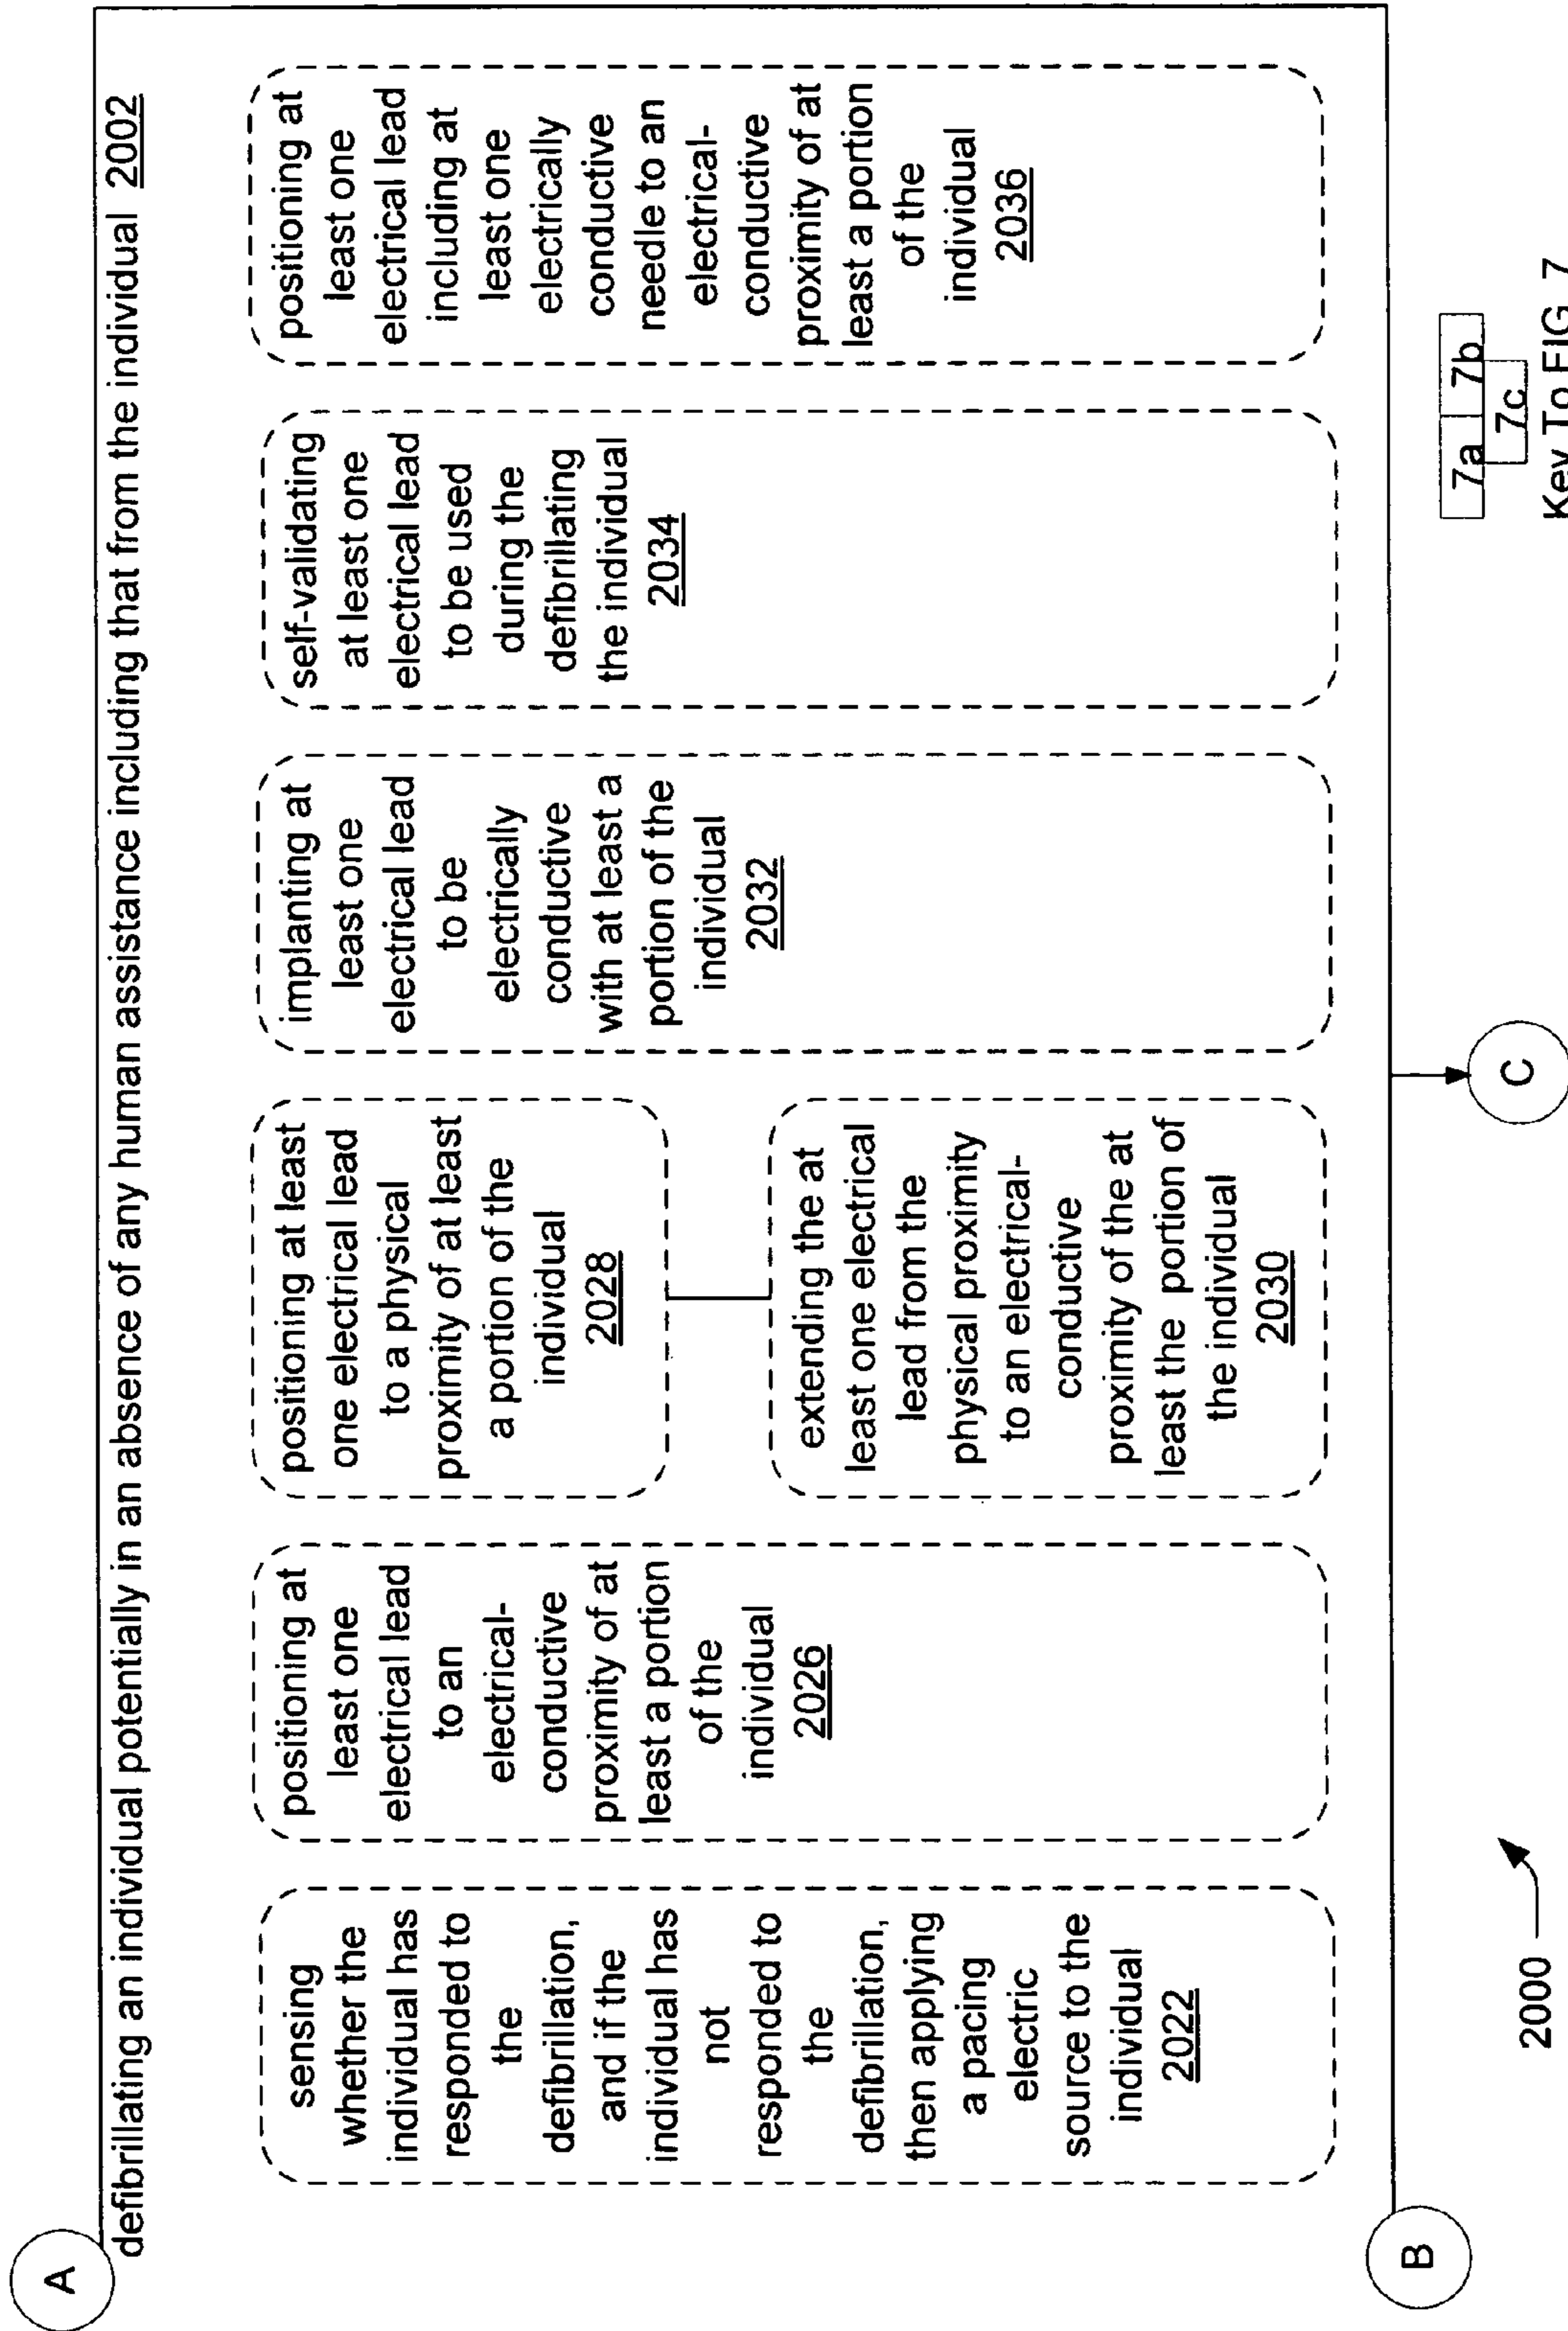 A
defibrillating an individual potentially in an absence of any human assistance including that from the individual 2002
sensing
whether the
individual has
responded to
the
defibrillation,
and if the
individual has
not
responded to
the
defibrillation,
then applying
a pacing
electric
source to the
individual
2022
positioning at
least one
electrical lead
to an
electrical-
conductive
proximity of at
least a portion
of the
individual
2026
positioning at least
one electrical lead
to a physical
proximity of at least
a portion of the
individual
2028
extending the at
least one electrical
lead from the
physical proximity
to an electrical-
conductive
proximity of the at
least the portion of
the individual
2030
implanting at
least one
electrical lead
to be
electrically
conductive
with at least a
portion of the
individual
2032
self-validating
at least one
electrical lead
to be used
during the
defibrillating
the individual
2034
positioning at
least one
electrical lead
including at
least one
electrically
conductive
needle to an
electrical-
conductive
proximity of at
least a portion
of the
individual
2036
B
2000
C
7a 7b
7c
Key To FIG. 7